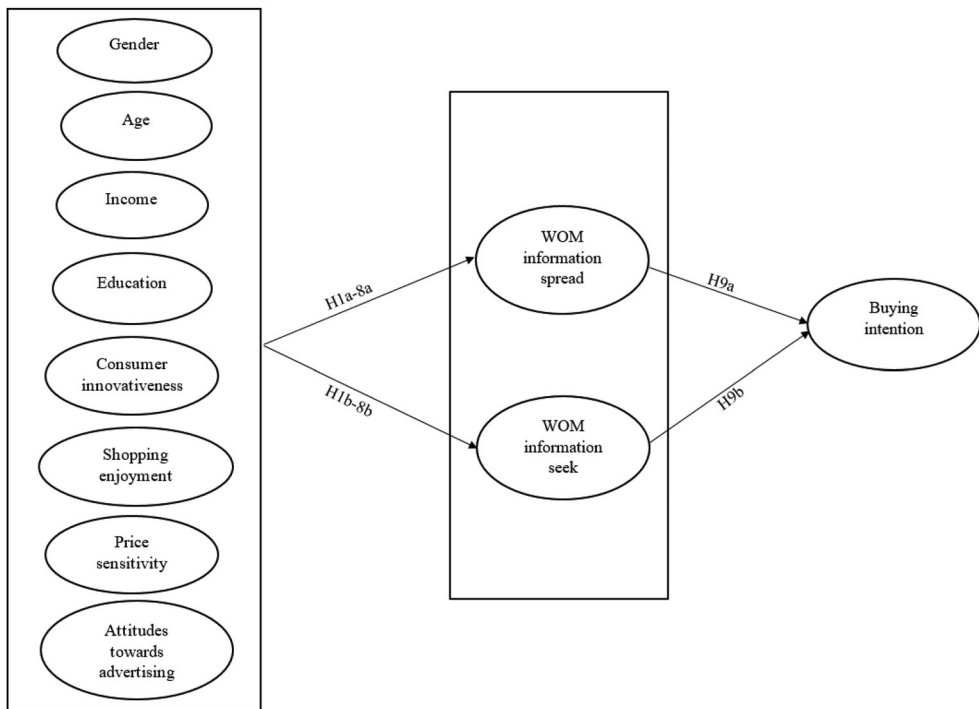 Gender
Age
Income
Education
Consumer
innovativeness
Shopping
enjoyment
Price
sensitivity
Attitudes
towards
advertising
H1a-8a
H1b-8b
WOM
information
spread
WOM
information
seek
H9a
H9b
Buying
intention